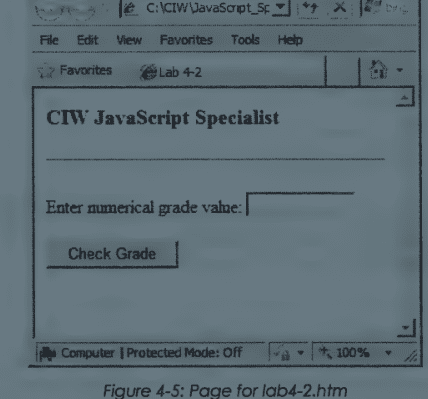 C:\CIW\JavaScript_Sp
File Edit View Favorites Tools Help
Favorites Lab 4-2
CIW JavaScript Specialist
Enter numerical grade value:
Check Grade
Computer | Protected Mode: Off 100%
Figure 4-5: Page for lab4-2.htm